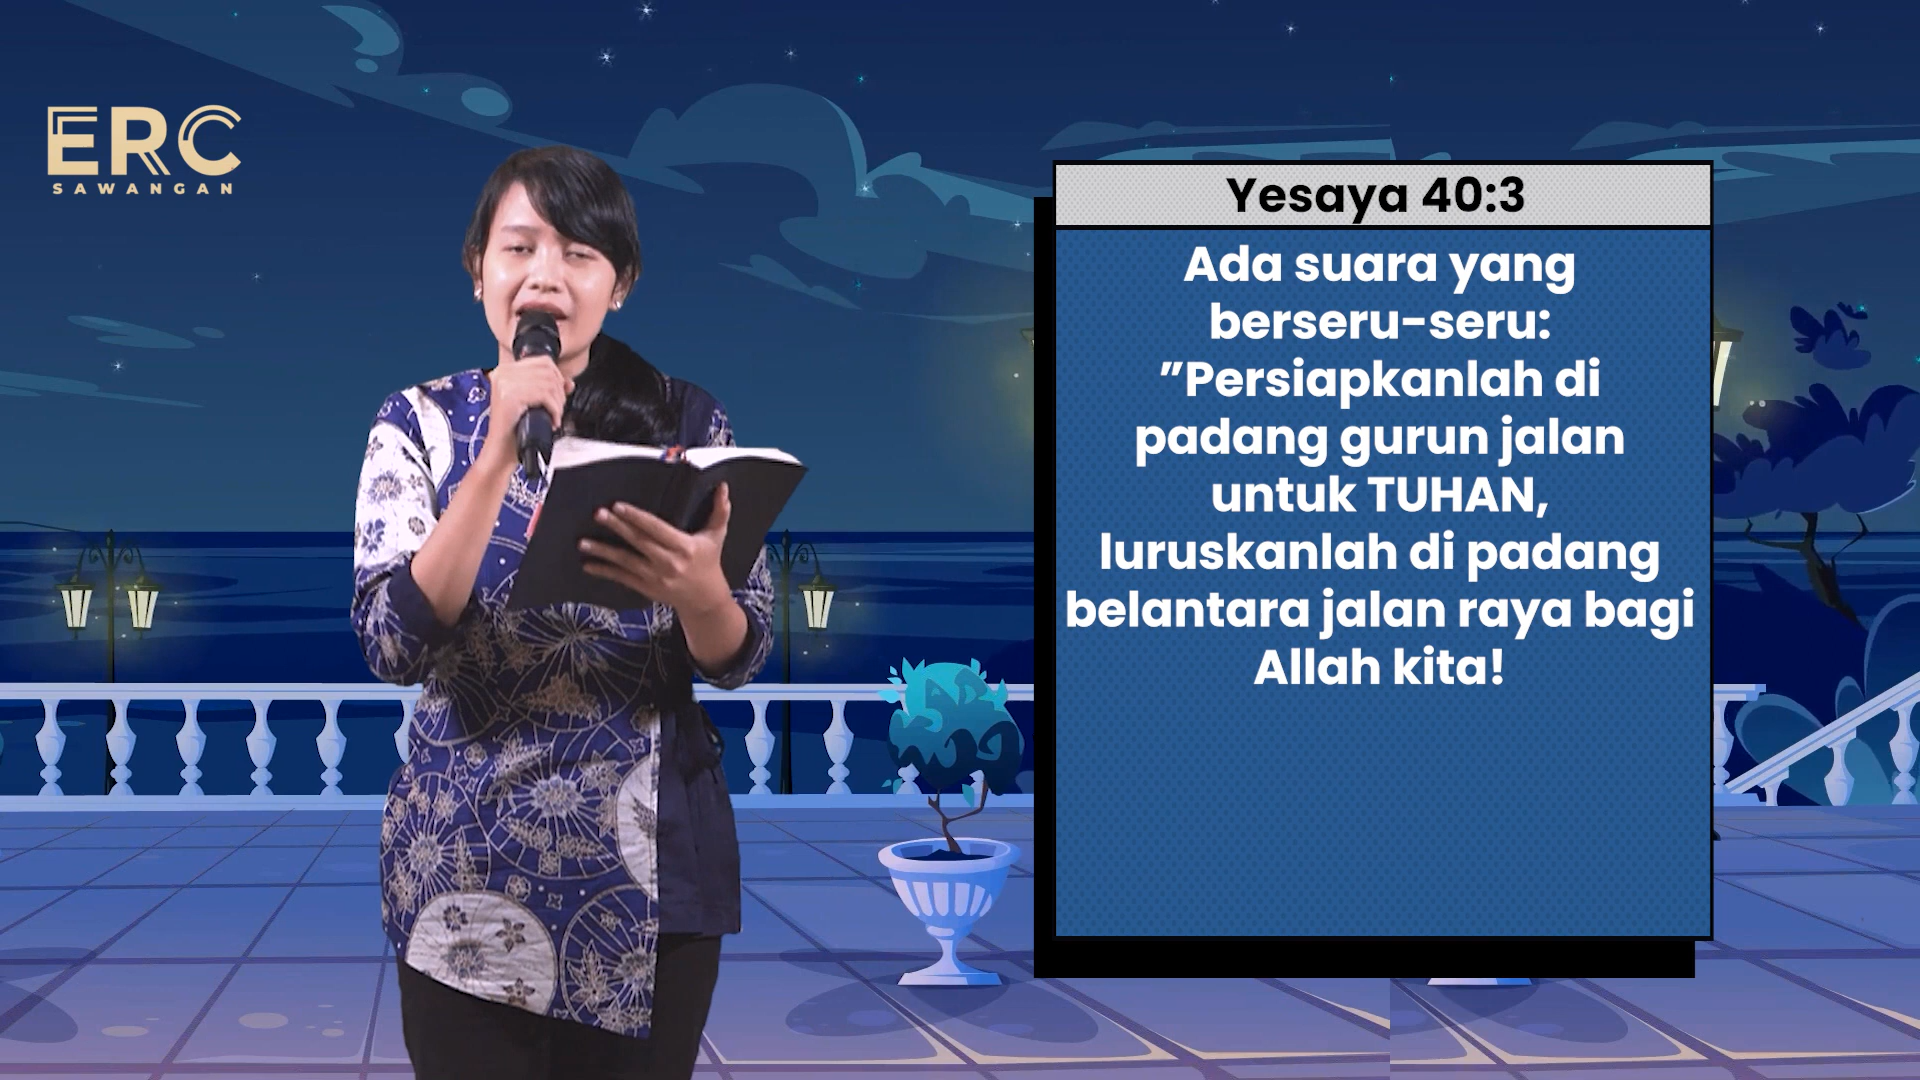 ERC
SAWANGAN
Yesaya 40:3
Ada suara yang
berseru-seru:
”Persiapkanlah di
padang gurun jalan
untuk TUHAN,
luruskanlah di padang
belantara jalan raya bagi
Allah kita!